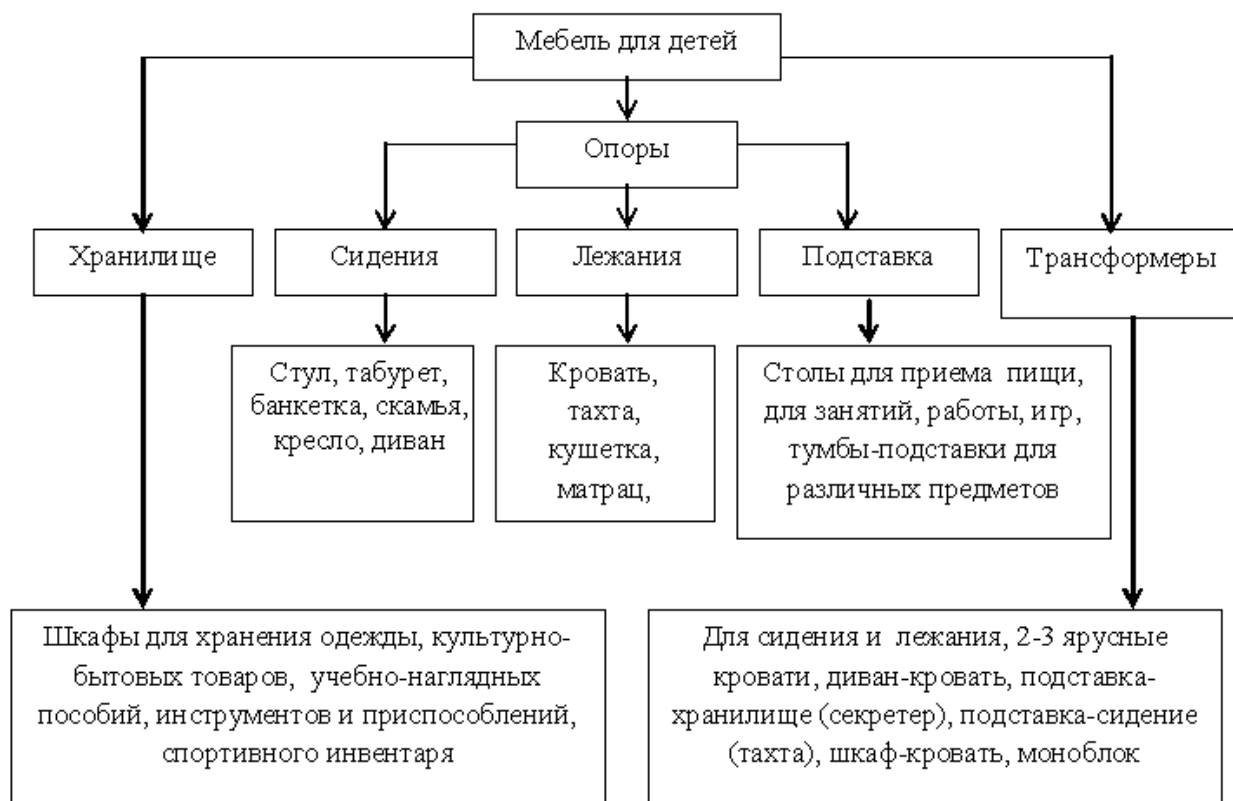 Мебель для детей
Опоры
Хранилище
Сидения
Лежания
Подставка
Трансформеры
Стул, табурет,
банкетка, скамья,
кресло, диван
Кровать,
тахта,
кушетка,
матрац,
Столы для приема пищи,
для занятий, работы, игр,
тумбы-подставки для
различных предметов
Шкафы для хранения одежды, культурно-
бытовых товаров, учебно-наглядных
пособий, инструментов и приспособлений,
спортивного инвентаря
Для сидения и лежания, 2-3 ярусные
кровати, диван-кровать, подставка-
хранилище (секретер), подставка-сидение
(тахта), шкаф-кровать, моноблок